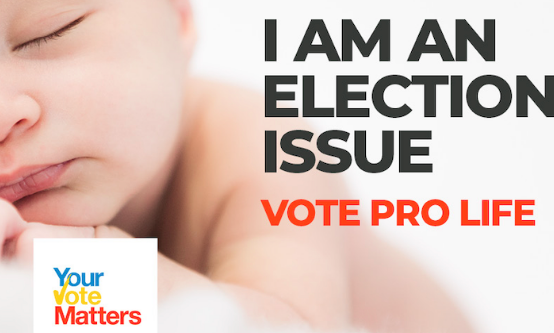 I AM AN
ELECTION
ISSUE
VOTE PRO LIFE
Your
Vote
Matters